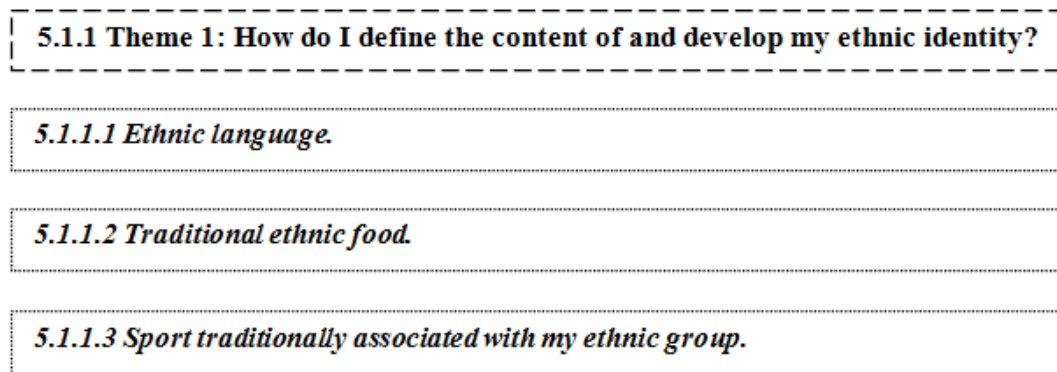 5.1.1 Theme 1: How do I define the content of and develop my ethnic identity?
5.1.1.1 Ethnic language.
5.1.1.2 Traditional ethnic food.
5.1.1.3 Sport traditionally associated with my ethnic group.